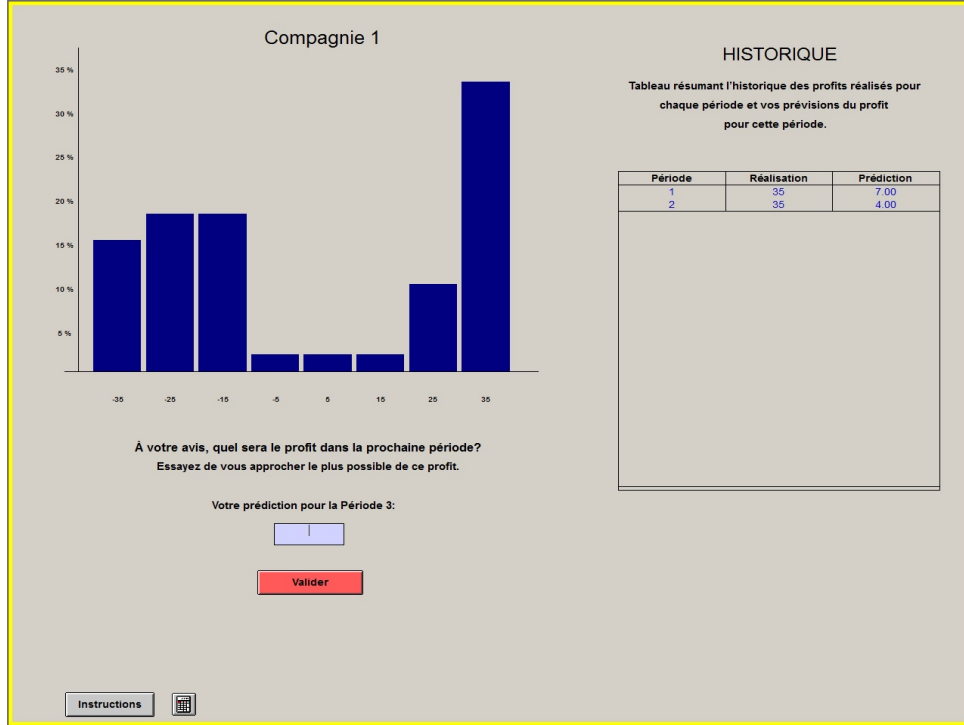 Compagnie 1
35 %
30 %
25 %
20 %
15 %
10 %
5 %
-35 -25 -15 -5 5 15 25 35
À votre avis, quel sera le profit dans la prochaine période?
Essayez de vous approcher le plus possible de ce profit.
Votre prédiction pour la Période 3:
Valider
Instructions
HISTORIQUE
Tableau résumant l'historique des profits réalisés pour
chaque période et vos prévisions du profit
pour cette période.
Période Réalisation Prédiction
1 35 7.00
2 35 4.00